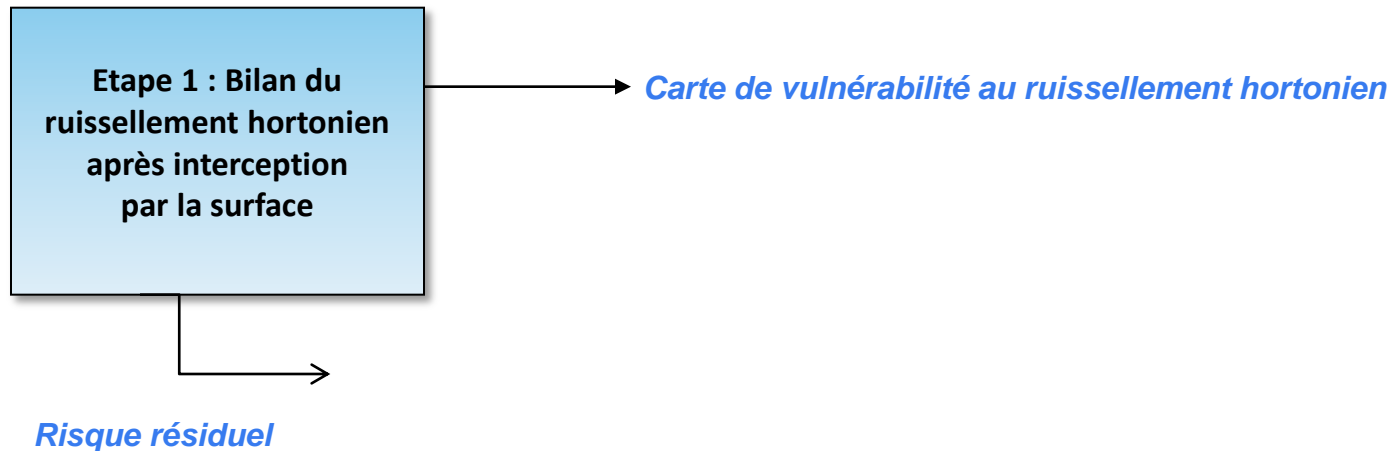 Etape 1 : Bilan du
ruissellement hortonien
après interception
par la surface
Carte de vulnérabilité au ruissellement hortonien
Risque résiduel